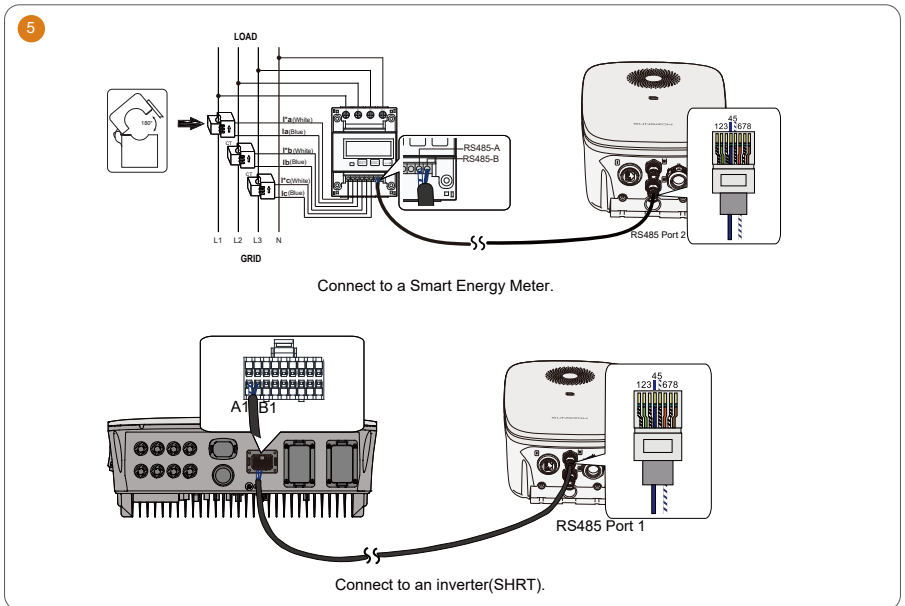 5
LOAD
180°
CT
I*a(White)
Ia(Blue)
I*b(White)
Ib(Blue)
CT
I*c(White)
Ic(Blue)
L1 L2 L3 N
GRID
RS485-A
RS485-B
SUNGROW
45
123 678
RS485 Port 2
Connect to a Smart Energy Meter.
A1 B1
SUNGROW
45
123 678
RS485 Port 1
Connect to an inverter(SHRT).